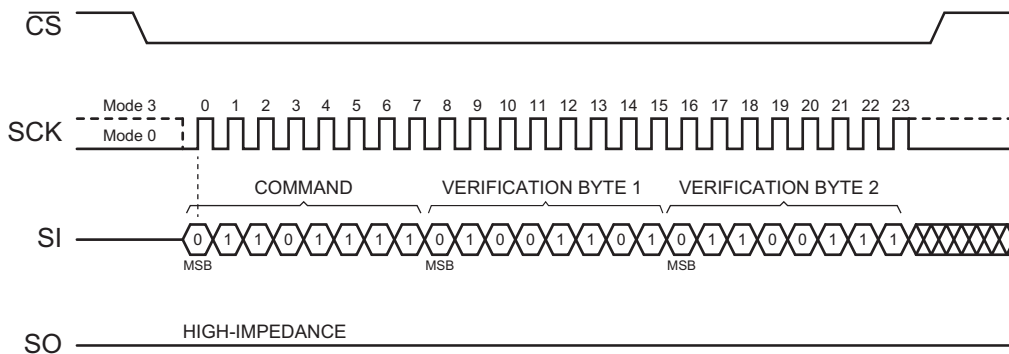 CS
Mode 3
0 1 2 3 4 5 6 7 8 9 10 11 12 13 14 15 16 17 18 19 20 21 22 23
SCK
Mode 0
COMMAND VERIFICATION BYTE 1 VERIFICATION BYTE 2
SI
0 1 1 0 1 1 1 1 0 1 0 0 1 1 0 1 0 1 1 0 0 1 1 1
MSB MSB MSB
HIGH-IMPEDANCE
SO